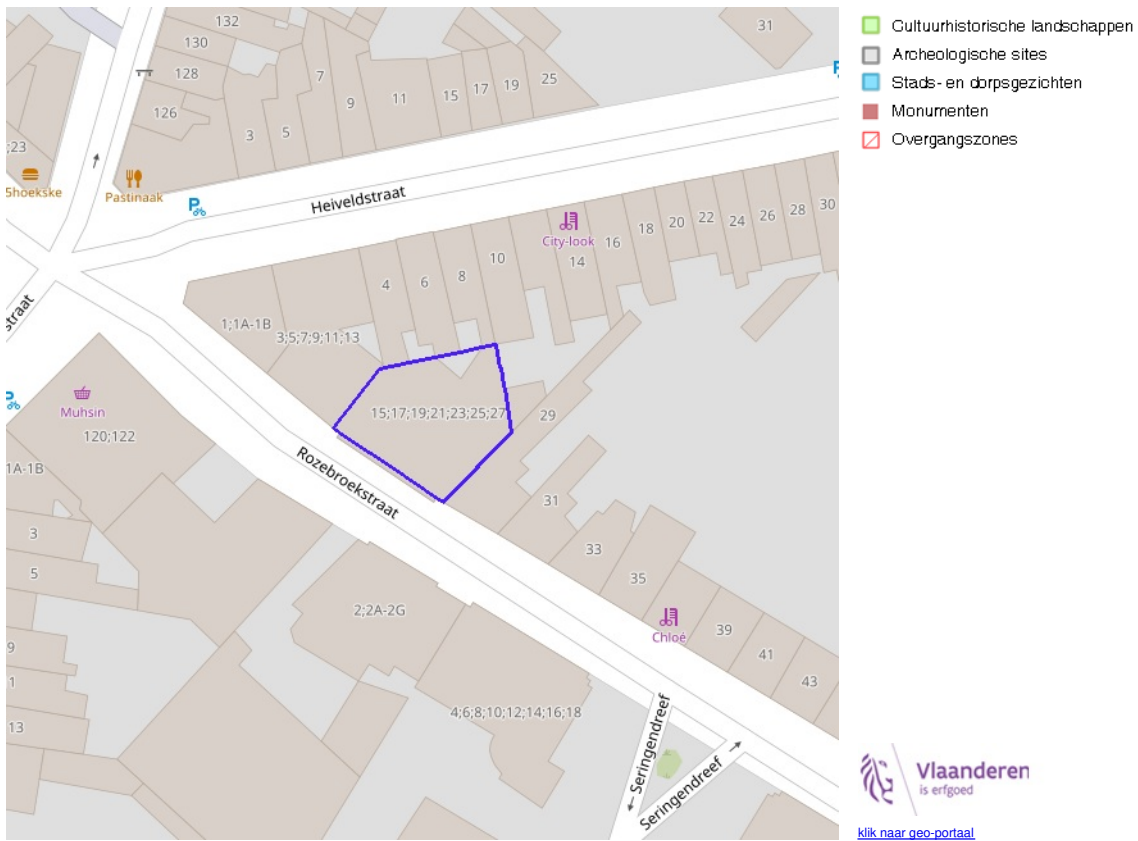 132
130
128
126
3
5
7
9
11
15
17
19
25
31
;23
5hoekske
Pastinaak
Heiveldstraat
City-look
4
6
8
10
14
16
18
20
22
24
26
28
30
straat
1;1A-1B
3;5;7;9;11;13
Muhsin
120;122
1A-1B
15;17;19;21;23;25;27
29
Rozebroekstraat
31
33
35
Chloé
39
41
43
3
5
9
1
13
2;2A-2G
4;6;8;10;12;14;16;18
Seringendreef
Seringendreef
Cultuurhistorische landschappen
Archeologische sites
Stads- en dorpsgezichten
Monumenten
Overgangszones
Vlaanderen
is erfgoed
klik naar geo-portaal